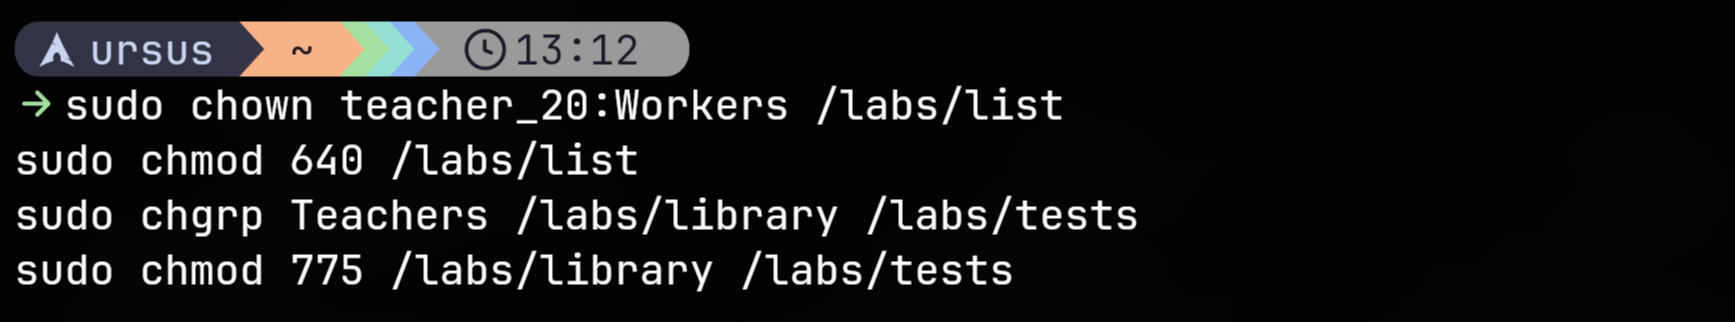 ursus ~ 13:12
→ sudo chown teacher_20:Workers /labs/list
sudo chmod 640 /labs/list
sudo chgrp Teachers /labs/library /labs/tests
sudo chmod 775 /labs/library /labs/tests